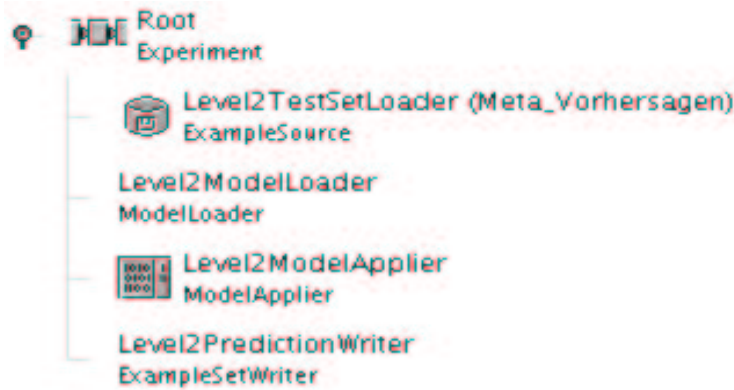 Root
Experiment
Level2TestSetLoader (Meta_Vorhersagen)
ExampleSource
Level2ModelLoader
ModelLoader
Level2ModelApplier
ModelApplier
Level2PredictionWriter
ExampleSetWriter